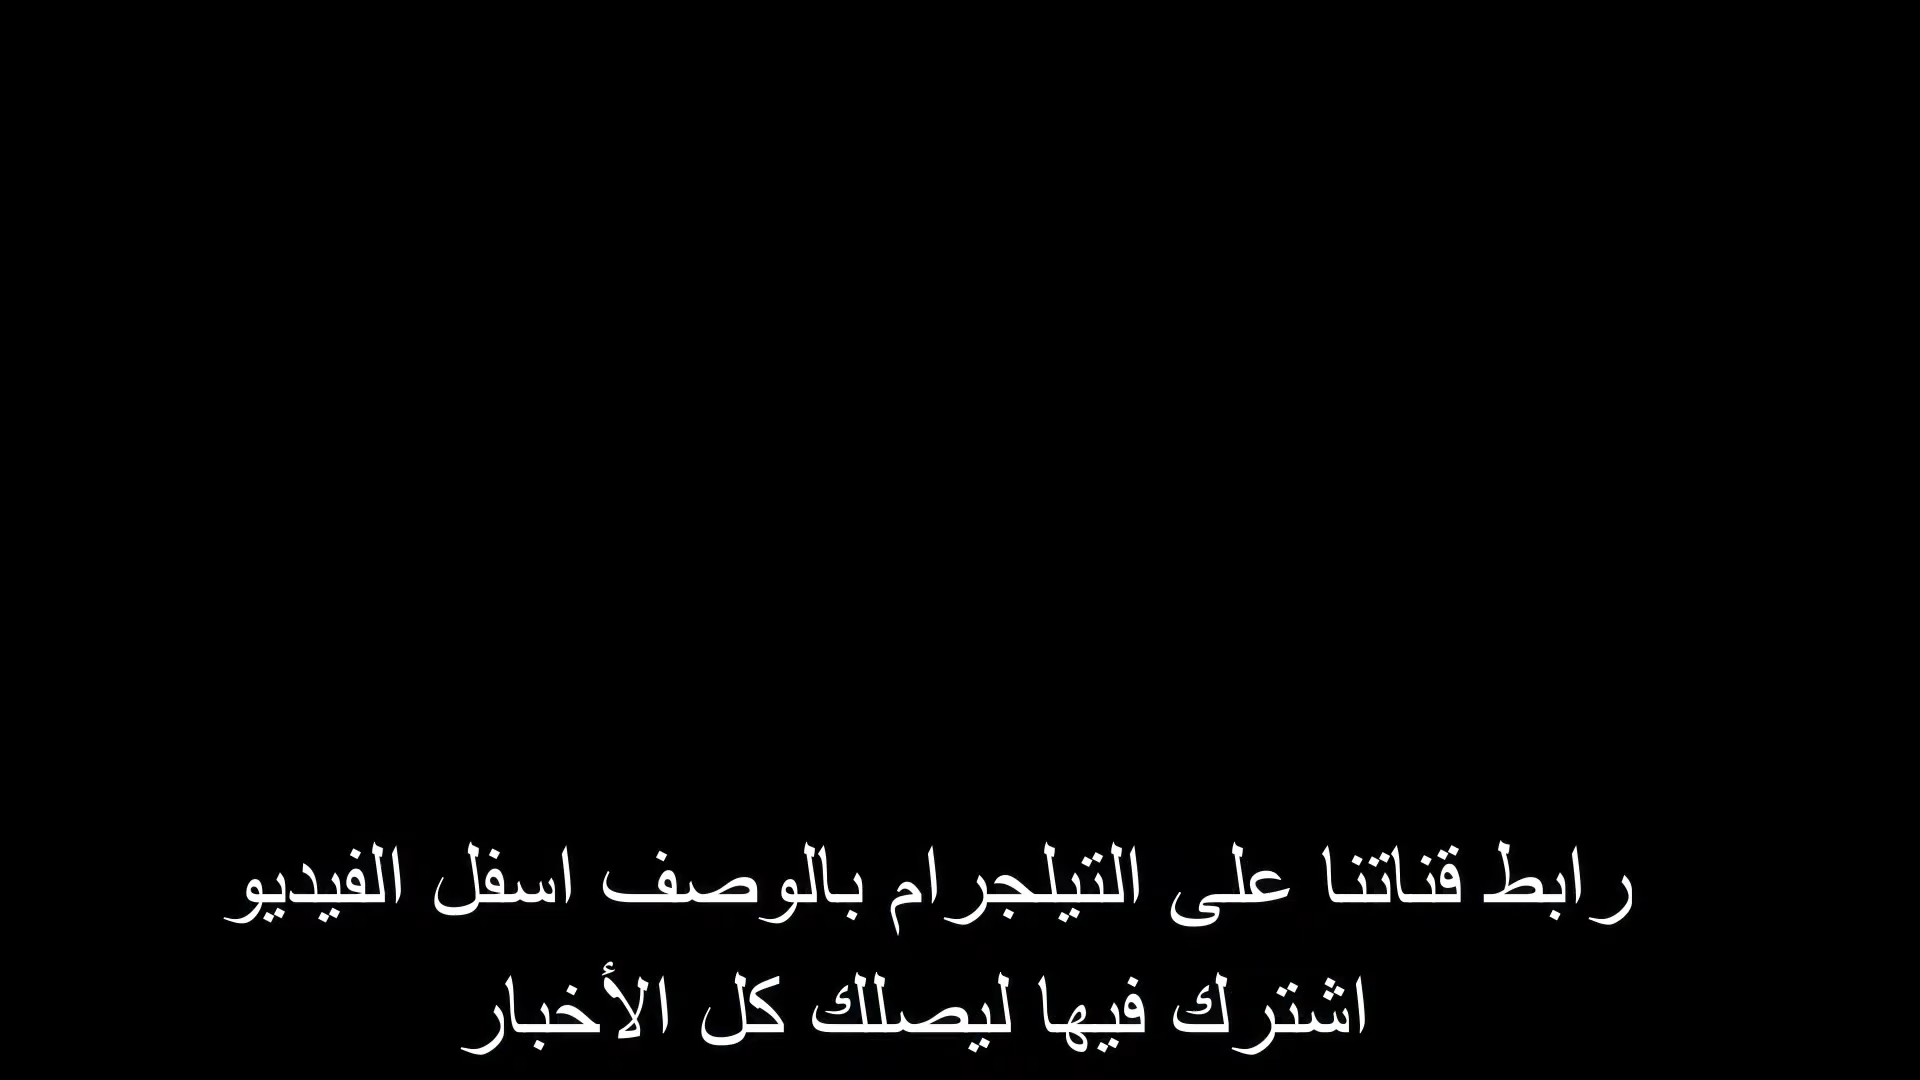 رابط قناتنا على التيلجرام بالوصف اسفل الفيديو
اشترك فيها ليصلك كل الأخبار